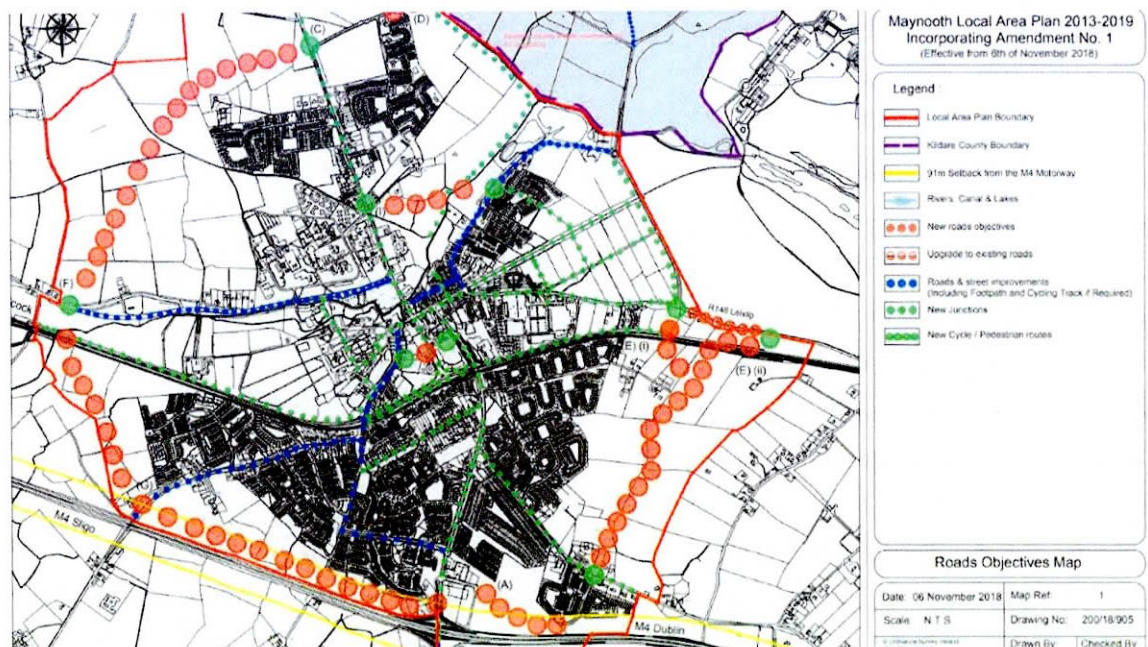 Maynooth Local Area Plan 2013-2019
Incorporating Amendment No. 1
(Effective from 6th of November 2018)
Legend :
Local Area Plan Boundary
Kildare County Boundary
91m Setback from the M4 Motorway
Rivers, Canal & Lakes
New roads objectives
Upgrade to existing roads
Roads & street improvements
(Including Footpath and Cycling Track if Required)
New Junctions
New Cycle / Pedestrian routes
Roads Objectives Map
Date: 06 November 2018
Map Ref: 1
Scale: N.T.S
Drawing No: 200/18/905
Drawn By:
Checked By
(C)
(D)
(F)
cock
R148 Leixlip
E) (i)
(E) (ii)
(B)
(A)
M4 Sligo
M4 Dublin